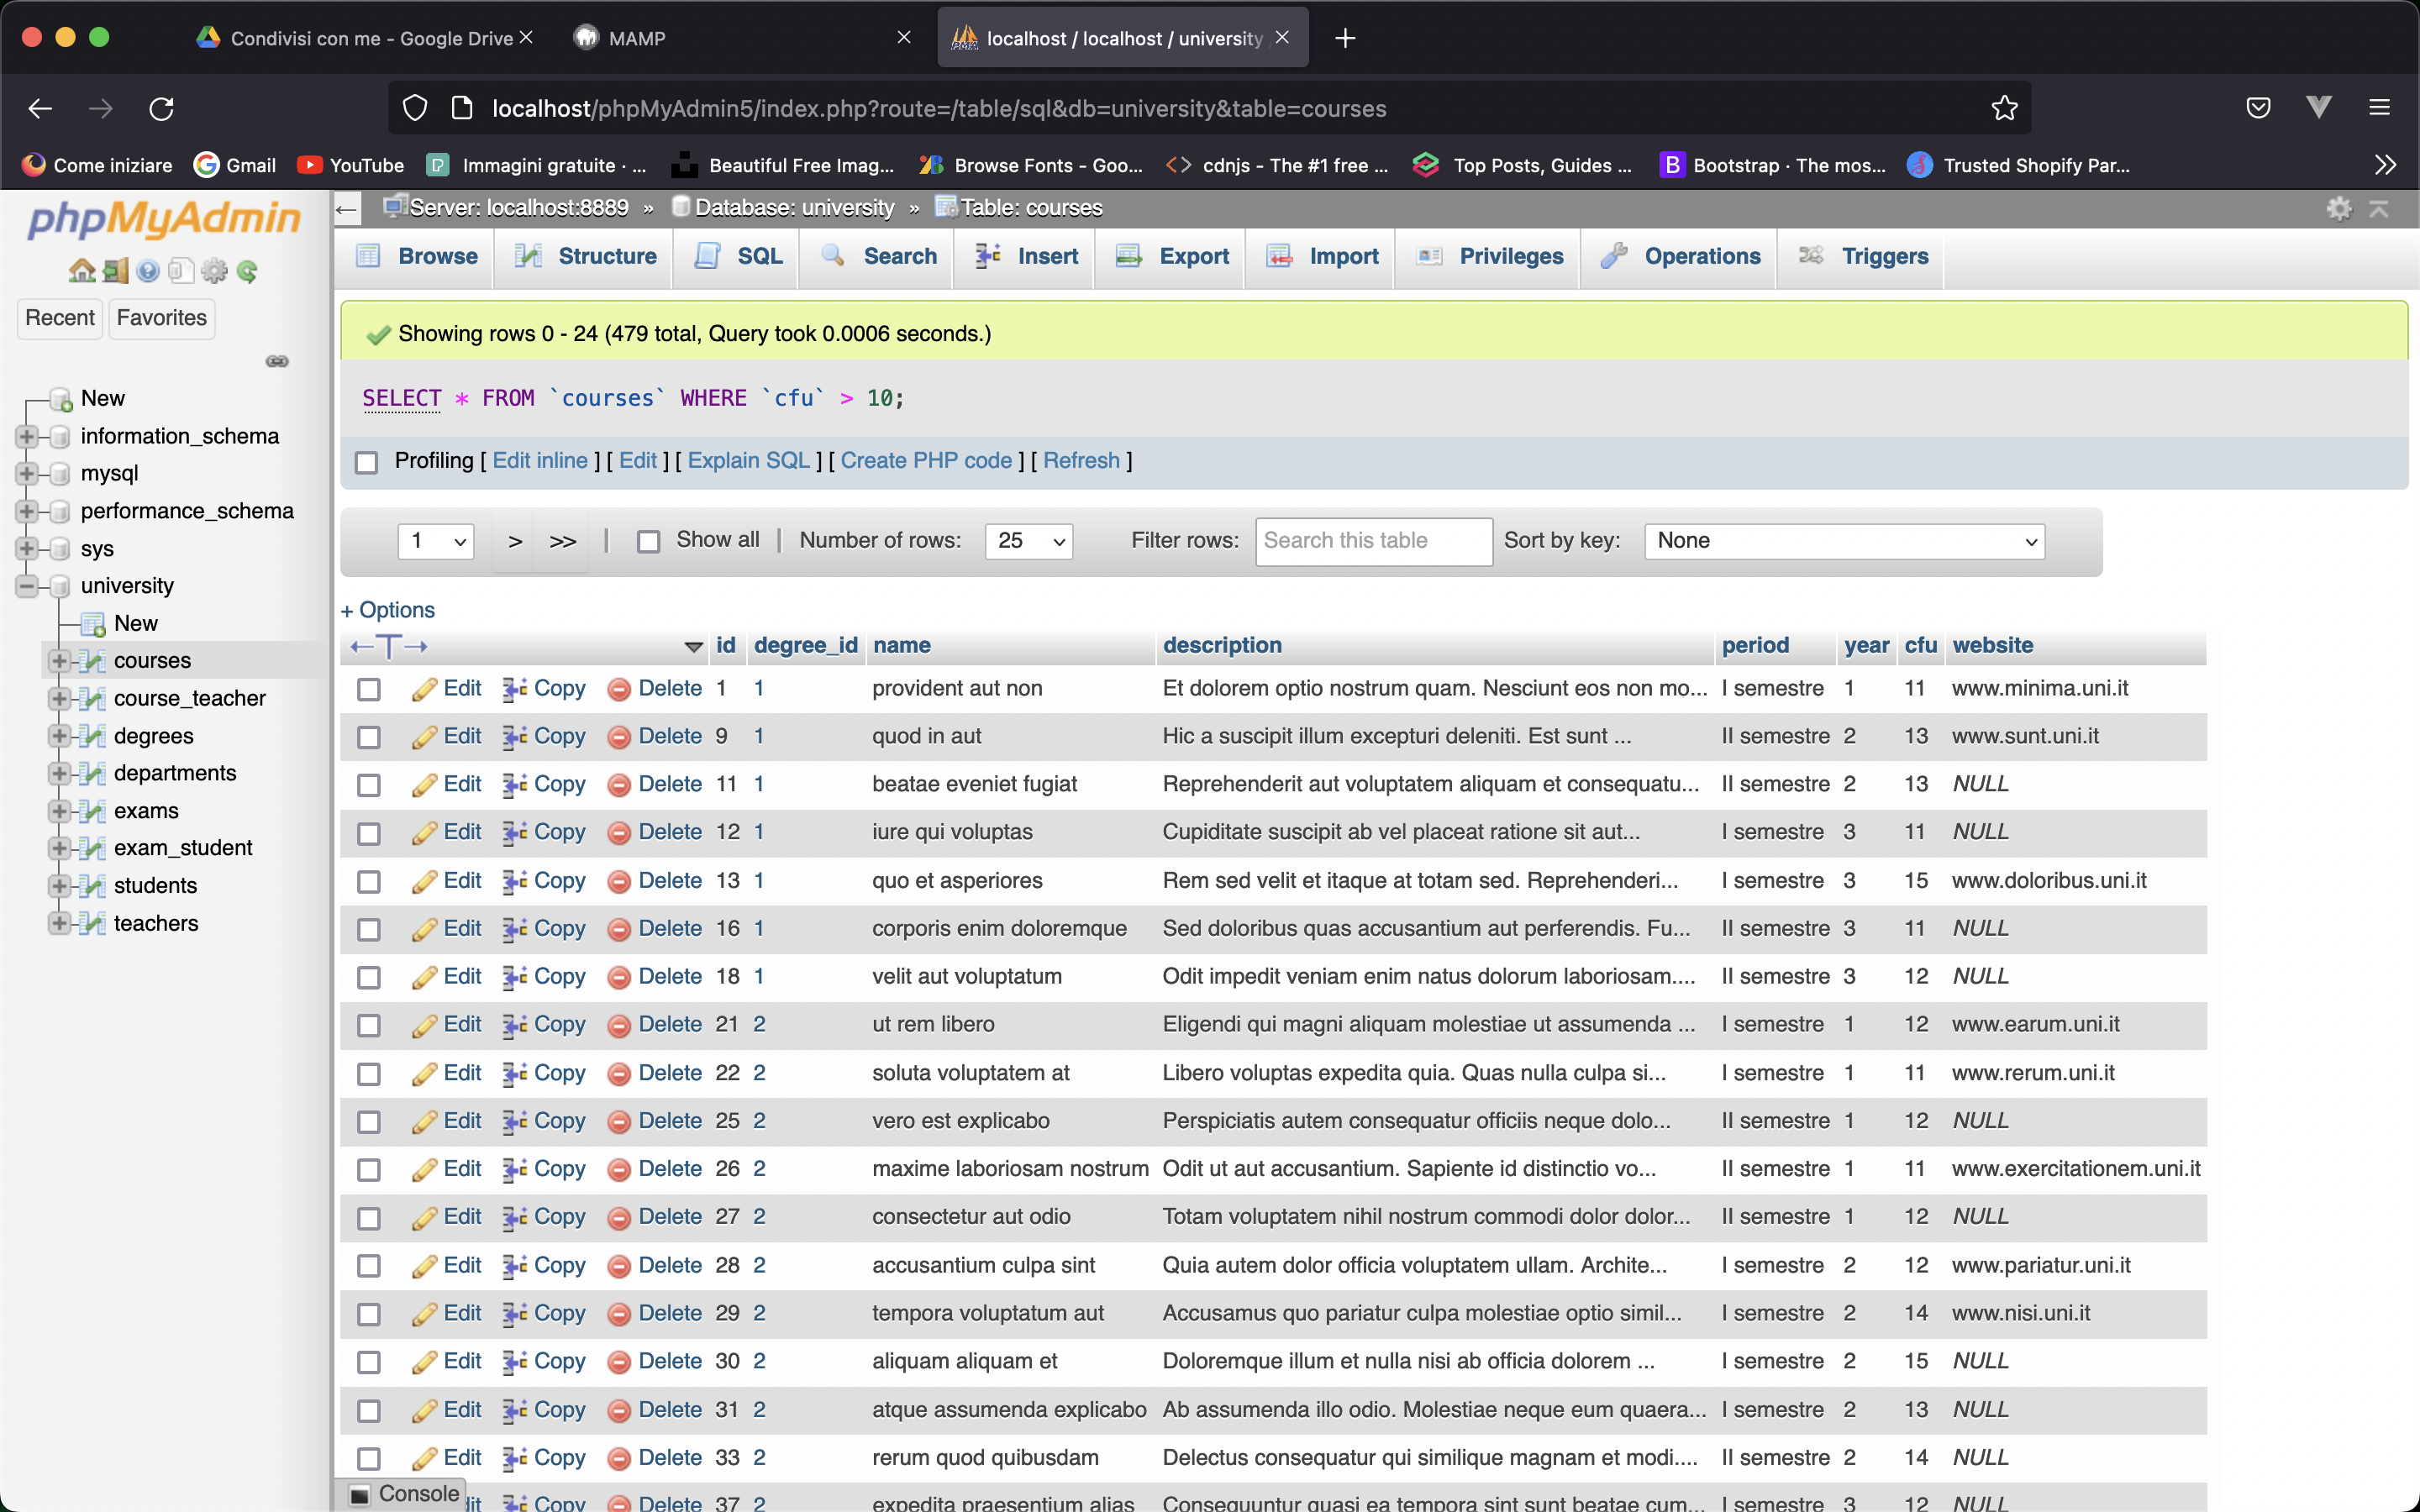 Condivisi con me - Google Drive
MAMP
localhost / localhost / university
localhost/phpMyAdmin5/index.php?route=/table/sql&db=university&table=courses
Come iniziare
Gmail
YouTube
Immagini gratuite · ...
Beautiful Free Imag...
Browse Fonts - Goo...
cdnjs - The #1 free ...
Top Posts, Guides ...
Bootstrap · The mos...
Trusted Shopify Par...
phpMyAdmin
Recent
Favorites
New
information_schema
mysql
performance_schema
sys
university
New
courses
course_teacher
degrees
departments
exams
exam_student
students
teachers
Server: localhost:8889 » Database: university » Table: courses
Browse Structure SQL Search Insert Export Import Privileges Operations Triggers
Showing rows 0 - 24 (479 total, Query took 0.0006 seconds.)
SELECT * FROM `courses` WHERE `cfu` > 10;
Profiling [ Edit inline ] [ Edit ] [ Explain SQL ] [ Create PHP code ] [ Refresh ]
1 > >> | Show all | Number of rows: 25 Filter rows: Search this table Sort by key: None
+ Options
id degree_id name description period year cfu website
Edit Copy Delete 1 1 provident aut non Et dolorem optio nostrum quam. Nesciunt eos non mo... I semestre 1 11 www.minima.uni.it
Edit Copy Delete 9 1 quod in aut Hic a suscipit illum excepturi deleniti. Est sunt ... II semestre 2 13 www.sunt.uni.it
Edit Copy Delete 11 1 beatae eveniet fugiat Reprehenderit aut voluptatem aliquam et consequatu... II semestre 2 13 NULL
Edit Copy Delete 12 1 iure qui voluptas Cupiditate suscipit ab vel placeat ratione sit aut... I semestre 3 11 NULL
Edit Copy Delete 13 1 quo et asperiores Rem sed velit et itaque at totam sed. Reprehenderi... I semestre 3 15 www.doloribus.uni.it
Edit Copy Delete 16 1 corporis enim doloremque Sed doloribus quas accusantium aut perferendis. Fu... II semestre 3 11 NULL
Edit Copy Delete 18 1 velit aut voluptatum Odit impedit veniam enim natus dolorum laboriosam.... II semestre 3 12 NULL
Edit Copy Delete 21 2 ut rem libero Eligendi qui magni aliquam molestiae ut assumenda ... I semestre 1 12 www.earum.uni.it
Edit Copy Delete 22 2 soluta voluptatem at Libero voluptas expedita quia. Quas nulla culpa si... I semestre 1 11 www.rerum.uni.it
Edit Copy Delete 25 2 vero est explicabo Perspiciatis autem consequatur officiis neque dolo... II semestre 1 12 NULL
Edit Copy Delete 26 2 maxime laboriosam nostrum Odit ut aut accusantium. Sapiente id distinctio vo... II semestre 1 11 www.exercitationem.uni.it
Edit Copy Delete 27 2 consectetur aut odio Totam voluptatem nihil nostrum commodi dolor dolor... II semestre 1 12 NULL
Edit Copy Delete 28 2 accusantium culpa sint Quia autem dolor officia voluptatem ullam. Archite... I semestre 2 12 www.pariatur.uni.it
Edit Copy Delete 29 2 tempora voluptatum aut Accusamus quo pariatur culpa molestiae optio simil... I semestre 2 14 www.nisi.uni.it
Edit Copy Delete 30 2 aliquam aliquam et Doloremque illum et nulla nisi ab officia dolorem ... I semestre 2 15 NULL
Edit Copy Delete 31 2 atque assumenda explicabo Ab assumenda illo odio. Molestiae neque eum quaera... I semestre 2 13 NULL
Edit Copy Delete 33 2 rerum quod quibusdam Delectus consequatur qui similique magnam et modi.... II semestre 2 14 NULL
Copy Delete 37 2 expedita praesentium alias Consequuntur quasi ea tempora sint sunt beatae cum... I semestre 3 12 NULL
Console